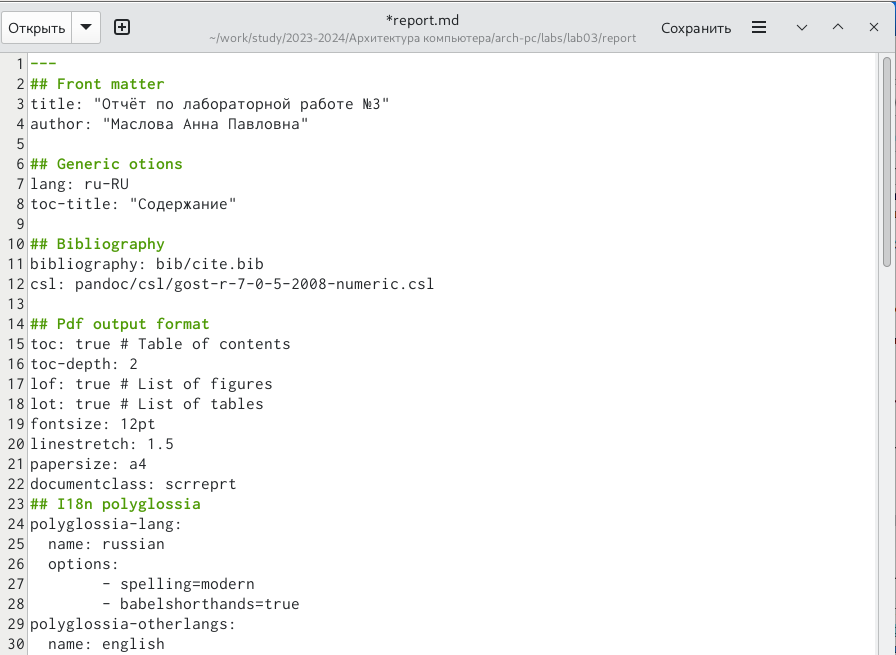 Открыть
*report.md
~/work/study/2023-2024/Архитектура компьютера/arch-pc/labs/lab03/report
Сохранить
1 ---
2 ## Front matter
3 title: "Отчёт по лабораторной работе №3"
4 author: "Маслова Анна Павловна"
5
6 ## Generic otions
7 lang: ru-RU
8 toc-title: "Содержание"
9
10 ## Bibliography
11 bibliography: bib/cite.bib
12 csl: pandoc/csl/gost-r-7-0-5-2008-numeric.csl
13
14 ## Pdf output format
15 toc: true # Table of contents
16 toc-depth: 2
17 lof: true # List of figures
18 lot: true # List of tables
19 fontsize: 12pt
20 linestretch: 1.5
21 papersize: a4
22 documentclass: scrreprt
23 ## I18n polyglossia
24 polyglossia-lang:
25   name: russian
26   options:
27         - spelling=modern
28         - babelshorthands=true
29 polyglossia-otherlangs:
30   name: english